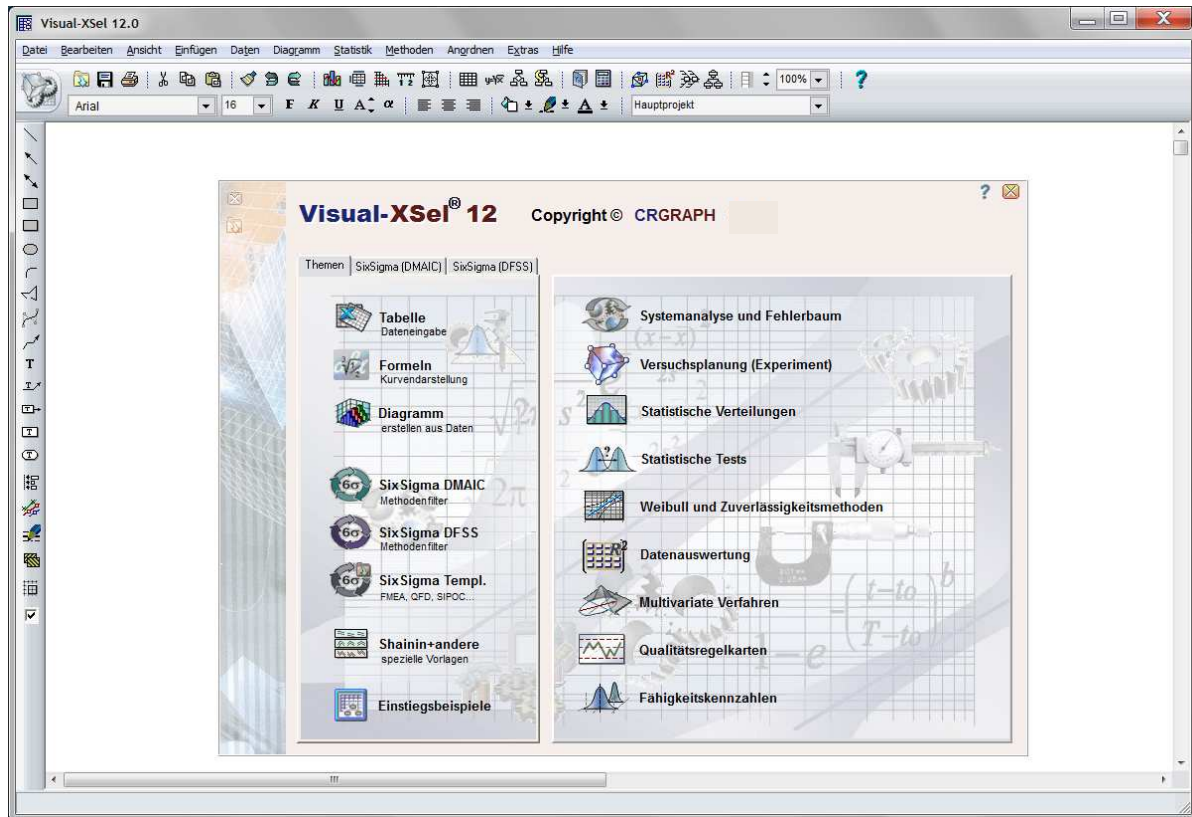 Visual-XSel 12.0
Datei Bearbeiten Ansicht Einfügen Daten Diagramm Statistik Methoden Angrdnen Extras Hilfe
100%
Arial 16 F K U A α A Hauptprojekt
Visual-XSel® 12 Copyright © CRGRAPH
Themen SixSigma (DMAIC) SixSigma (DFSS)
Tabelle
Dateneingabe
Formeln
Kurvendarstellung
Diagramm
erstellen aus Daten
SixSigma DMAIC
Methodenfilter
SixSigma DFSS
Methodenfilter
SixSigma Templ.
FMEA, QFD, SIPOC...
Shainin+andere
spezielle Vorlagen
Einstiegsbeispiele
Systemanalyse und Fehlerbaum
Versuchsplanung (Experiment)
Statistische Verteilungen
Statistische Tests
Weibull und Zuverlässigkeitsmethoden
Datenauswertung
Multivariate Verfahren
Qualitätsregelkarten
Fähigkeitskennzahlen